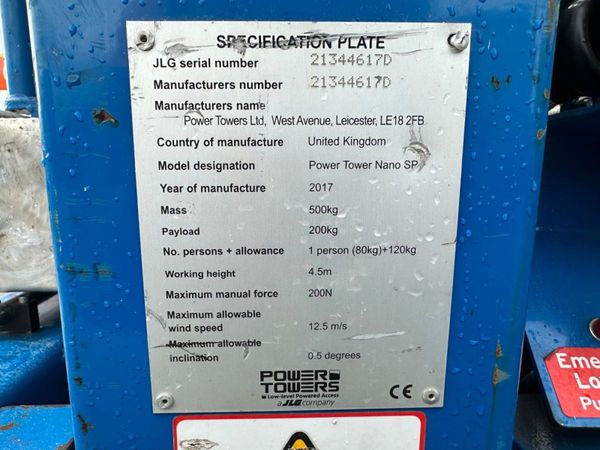 SPECIFICATION PLATE
JLG serial number 21344617D
Manufacturers number 21344617D
Manufacturers name
Power Towers Ltd, West Avenue, Leicester, LE18 2FB
Country of manufacture United Kingdom
Model designation Power Tower Nano SP
Year of manufacture 2017
Mass 500kg
Payload 200kg
No. persons + allowance 1 person (80kg)+120kg
Working height 4.5m
Maximum manual force 200N
Maximum allowable
wind speed 12.5 m/s
Maximum allowable
inclination 0.5 degrees
POWER
TOWERS
Low-level Powered Access
a JLG company
CE
Eme
Lo
Pu